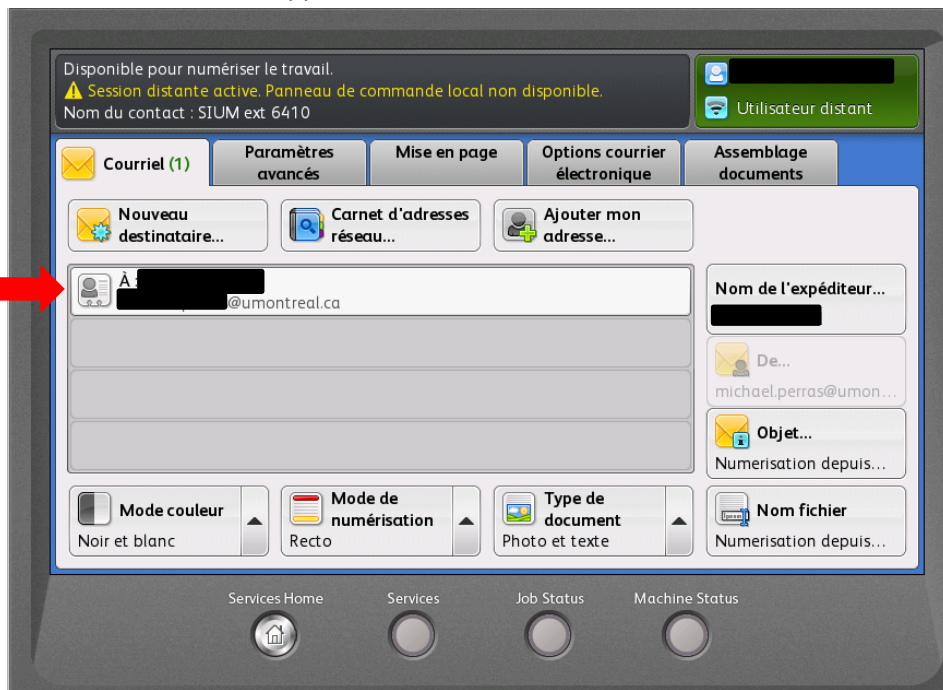 Disponible pour numériser le travail.
Session distante active. Panneau de commande local non disponible.
Nom du contact : SIUM ext 6410
Utilisateur distant
Courriel (1)
Paramètres
avancés
Mise en page
Options courrier
électronique
Assemblage
documents
Nouveau
destinataire...
Carnet d'adresses
réseau...
Ajouter mon
adresse...
À :
@umontreal.ca
Nom de l'expéditeur...
De...
michael.perras@umon...
Objet...
Numerisation depuis...
Mode couleur
Noir et blanc
Mode de
numérisation
Recto
Type de
document
Photo et texte
Nom fichier
Numerisation depuis...
Services Home
Services
Job Status
Machine Status